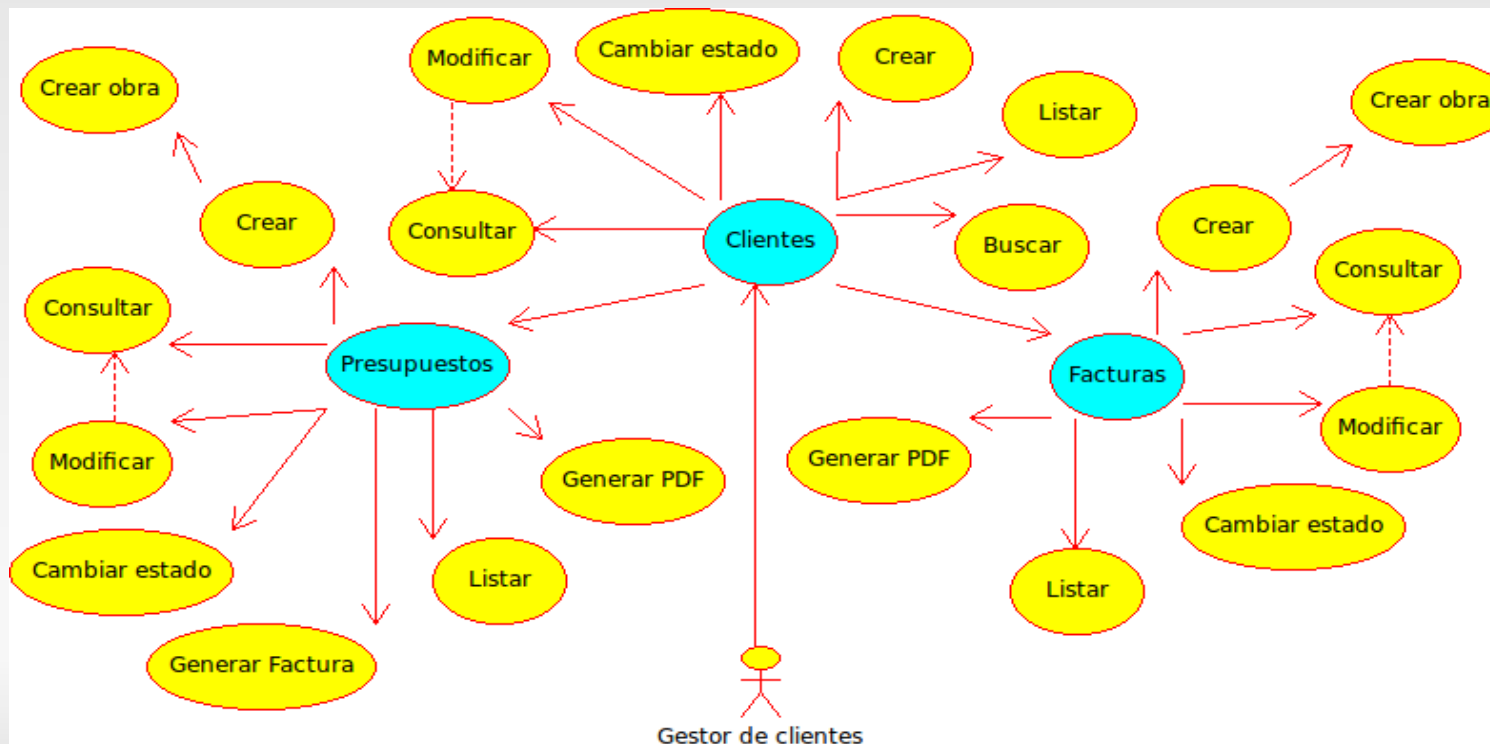 Modificar
Cambiar estado
Crear
Crear obra
Listar
Crear obra
Crear
Consultar
Clientes
Buscar
Crear
Consultar
Consultar
Presupuestos
Facturas
Modificar
Generar PDF
Generar PDF
Modificar
Cambiar estado
Listar
Cambiar estado
Listar
Generar Factura
Gestor de clientes